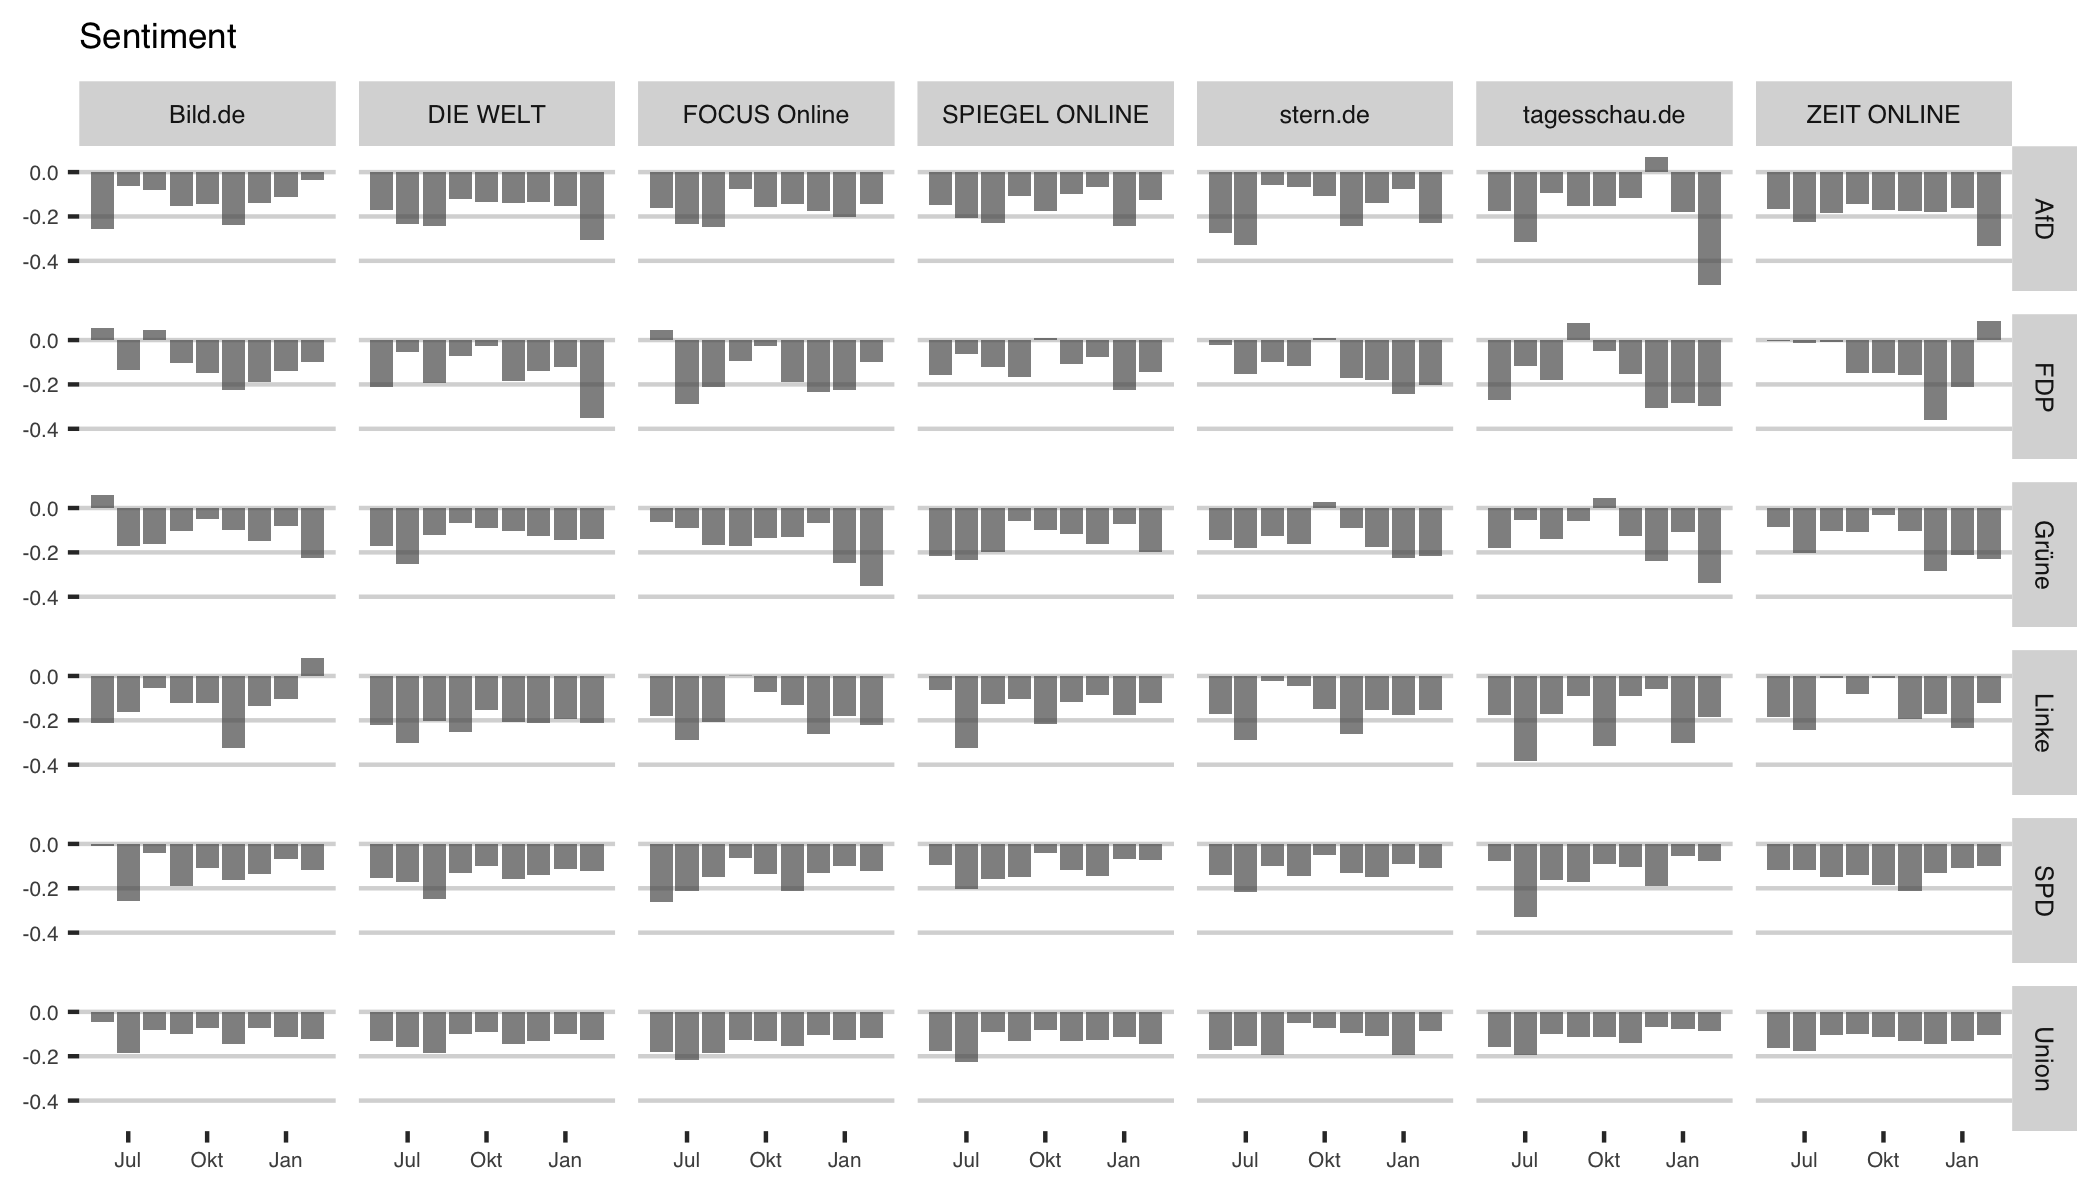 Sentiment
Bild.de DIE WELT FOCUS Online SPIEGEL ONLINE stern.de tagesschau.de ZEIT ONLINE
0.0
-0.2
-0.4
AfD
0.0
-0.2
-0.4
FDP
0.0
-0.2
-0.4
Grüne
0.0
-0.2
-0.4
Linke
0.0
-0.2
-0.4
SPD
0.0
-0.2
-0.4
Union
Jul Okt Jan Jul Okt Jan Jul Okt Jan Jul Okt Jan Jul Okt Jan Jul Okt Jan Jul Okt Jan